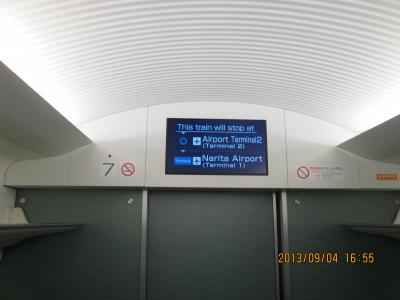 This train will stop at
Airport Terminal2
(Terminal 2)
Narita Airport
(Terminal 1)
7
2013/09/04 16:55